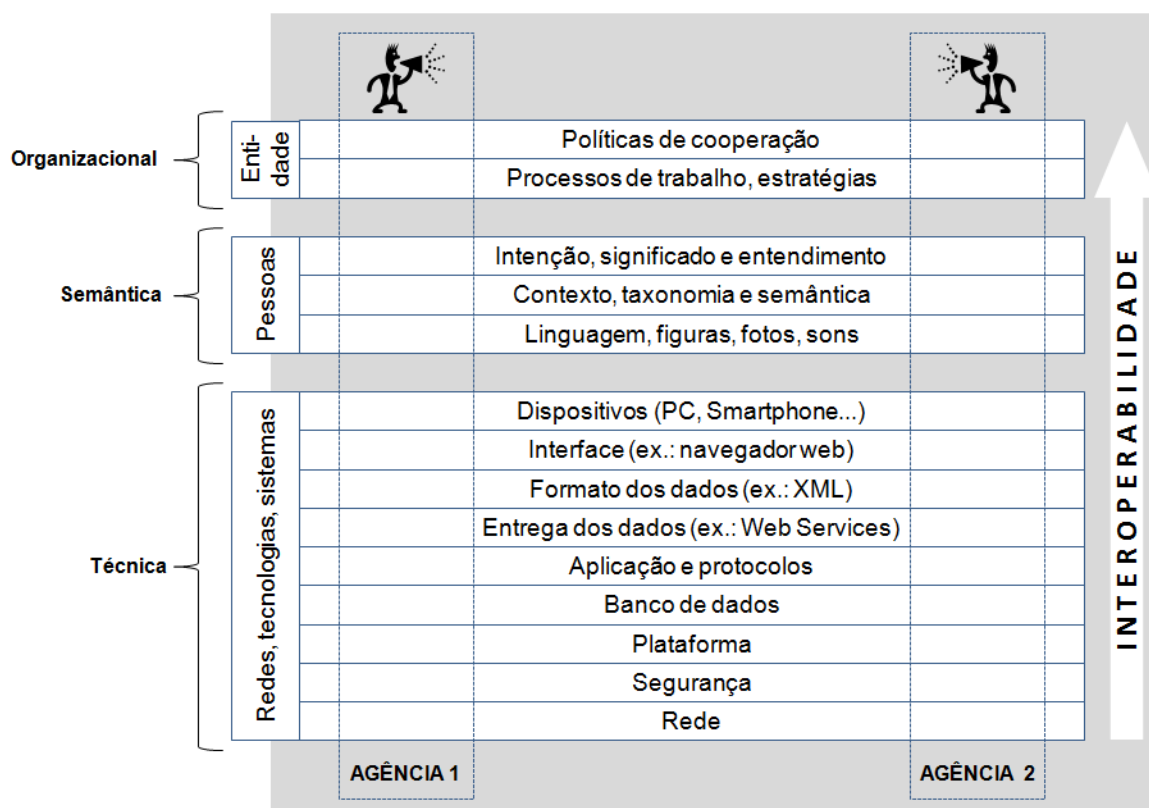 Organizacional
Enti-
dade
Políticas de cooperação
Processos de trabalho, estratégias
Semântica
Pessoas
Intenção, significado e entendimento
Contexto, taxonomia e semântica
Linguagem, figuras, fotos, sons
Técnica
Redes, tecnologias, sistemas
Dispositivos (PC, Smartphone...)
Interface (ex.: navegador web)
Formato dos dados (ex.: XML)
Entrega dos dados (ex.: Web Services)
Aplicação e protocolos
Banco de dados
Plataforma
Segurança
Rede
AGÊNCIA 1
AGÊNCIA 2
INTEROPERABILIDADE